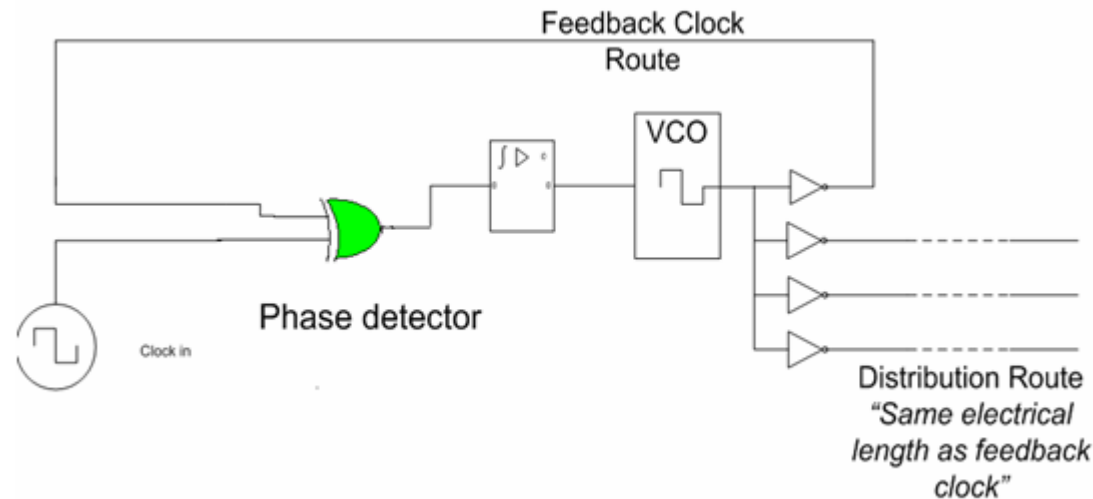 Feedback Clock
Route
VCO
Phase detector
Clock in
Distribution Route
“Same electrical
length as feedback
clock”